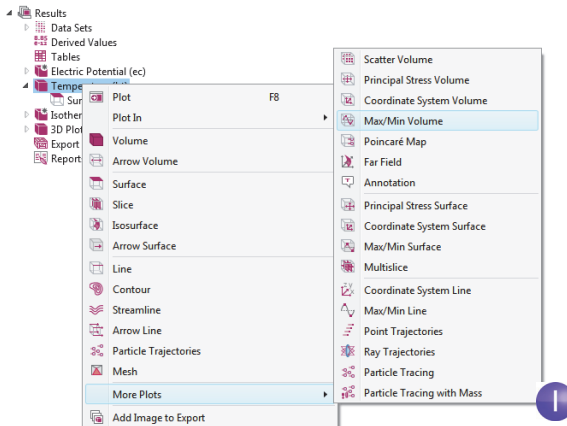 Results
Data Sets
Derived Values
Tables
Electric Potential (ec)
Plot F8
Plot In
Volume
Arrow Volume
Surface
Slice
Isosurface
Arrow Surface
Line
Contour
Streamline
Arrow Line
Particle Trajectories
Mesh
More Plots
Add Image to Export
Scatter Volume
Principal Stress Volume
Coordinate System Volume
Max/Min Volume
Poincaré Map
Far Field
Annotation
Principal Stress Surface
Coordinate System Surface
Max/Min Surface
Multislice
Coordinate System Line
Max/Min Line
Point Trajectories
Ray Trajectories
Particle Tracing
Particle Tracing with Mass
3D Plot
Export
Report